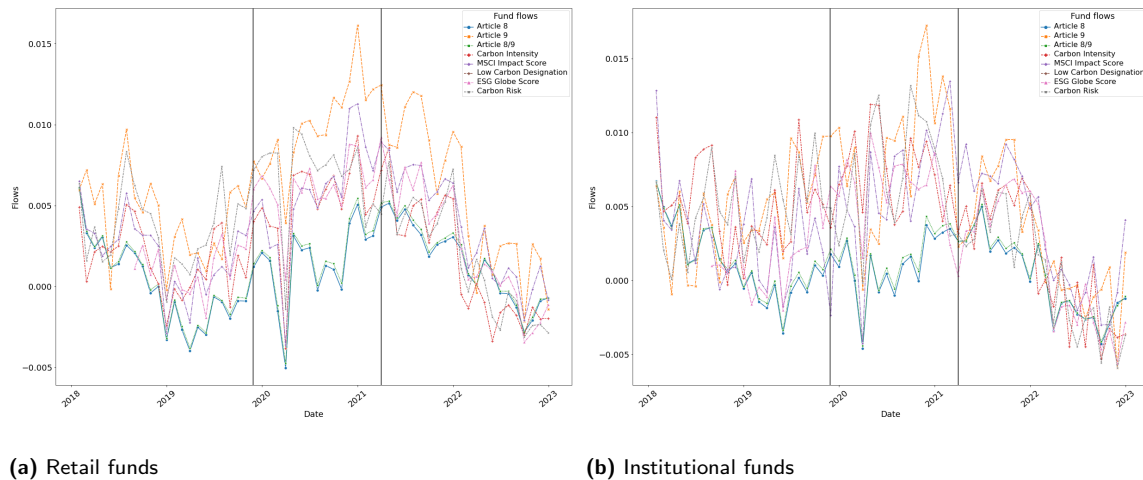 Fund flows
Article 8
Article 9
Article 8/9
Carbon Intensity
MSCI Impact Score
Low Carbon Designation
ESG Globe Score
Carbon Risk
0.015
0.010
0.005
0.000
−0.005
Flows
2018
2019
2020
2021
2022
2023
Date
(a) Retail funds
Fund flows
Article 8
Article 9
Article 8/9
Carbon Intensity
MSCI Impact Score
Low Carbon Designation
ESG Globe Score
Carbon Risk
0.015
0.010
0.005
0.000
−0.005
Flows
2018
2019
2020
2021
2022
2023
Date
(b) Institutional funds